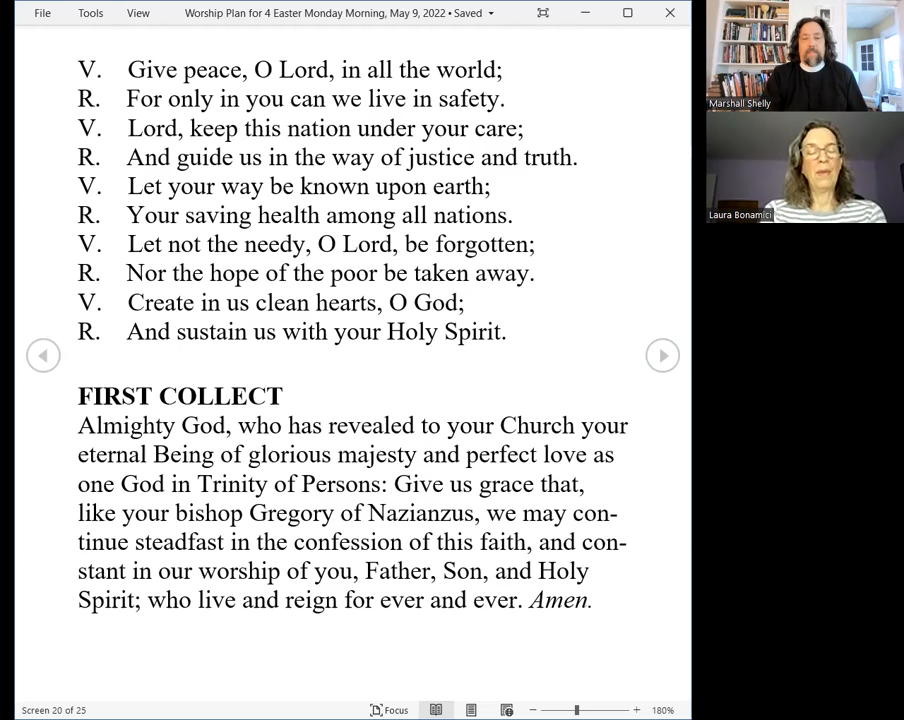 File Tools View Worship Plan for 4 Easter Monday Morning, May 9, 2022 • Saved
V. Give peace, O Lord, in all the world;
R. For only in you can we live in safety.
V. Lord, keep this nation under your care;
R. And guide us in the way of justice and truth.
V. Let your way be known upon earth;
R. Your saving health among all nations.
V. Let not the needy, O Lord, be forgotten;
R. Nor the hope of the poor be taken away.
V. Create in us clean hearts, O God;
R. And sustain us with your Holy Spirit.
FIRST COLLECT
Almighty God, who has revealed to your Church your
eternal Being of glorious majesty and perfect love as
one God in Trinity of Persons: Give us grace that,
like your bishop Gregory of Nazianzus, we may con-
tinue steadfast in the confession of this faith, and con-
stant in our worship of you, Father, Son, and Holy
Spirit; who live and reign for ever and ever. Amen.
Screen 20 of 25 Focus 180%
Marshall Shelly
Laura Bonamici